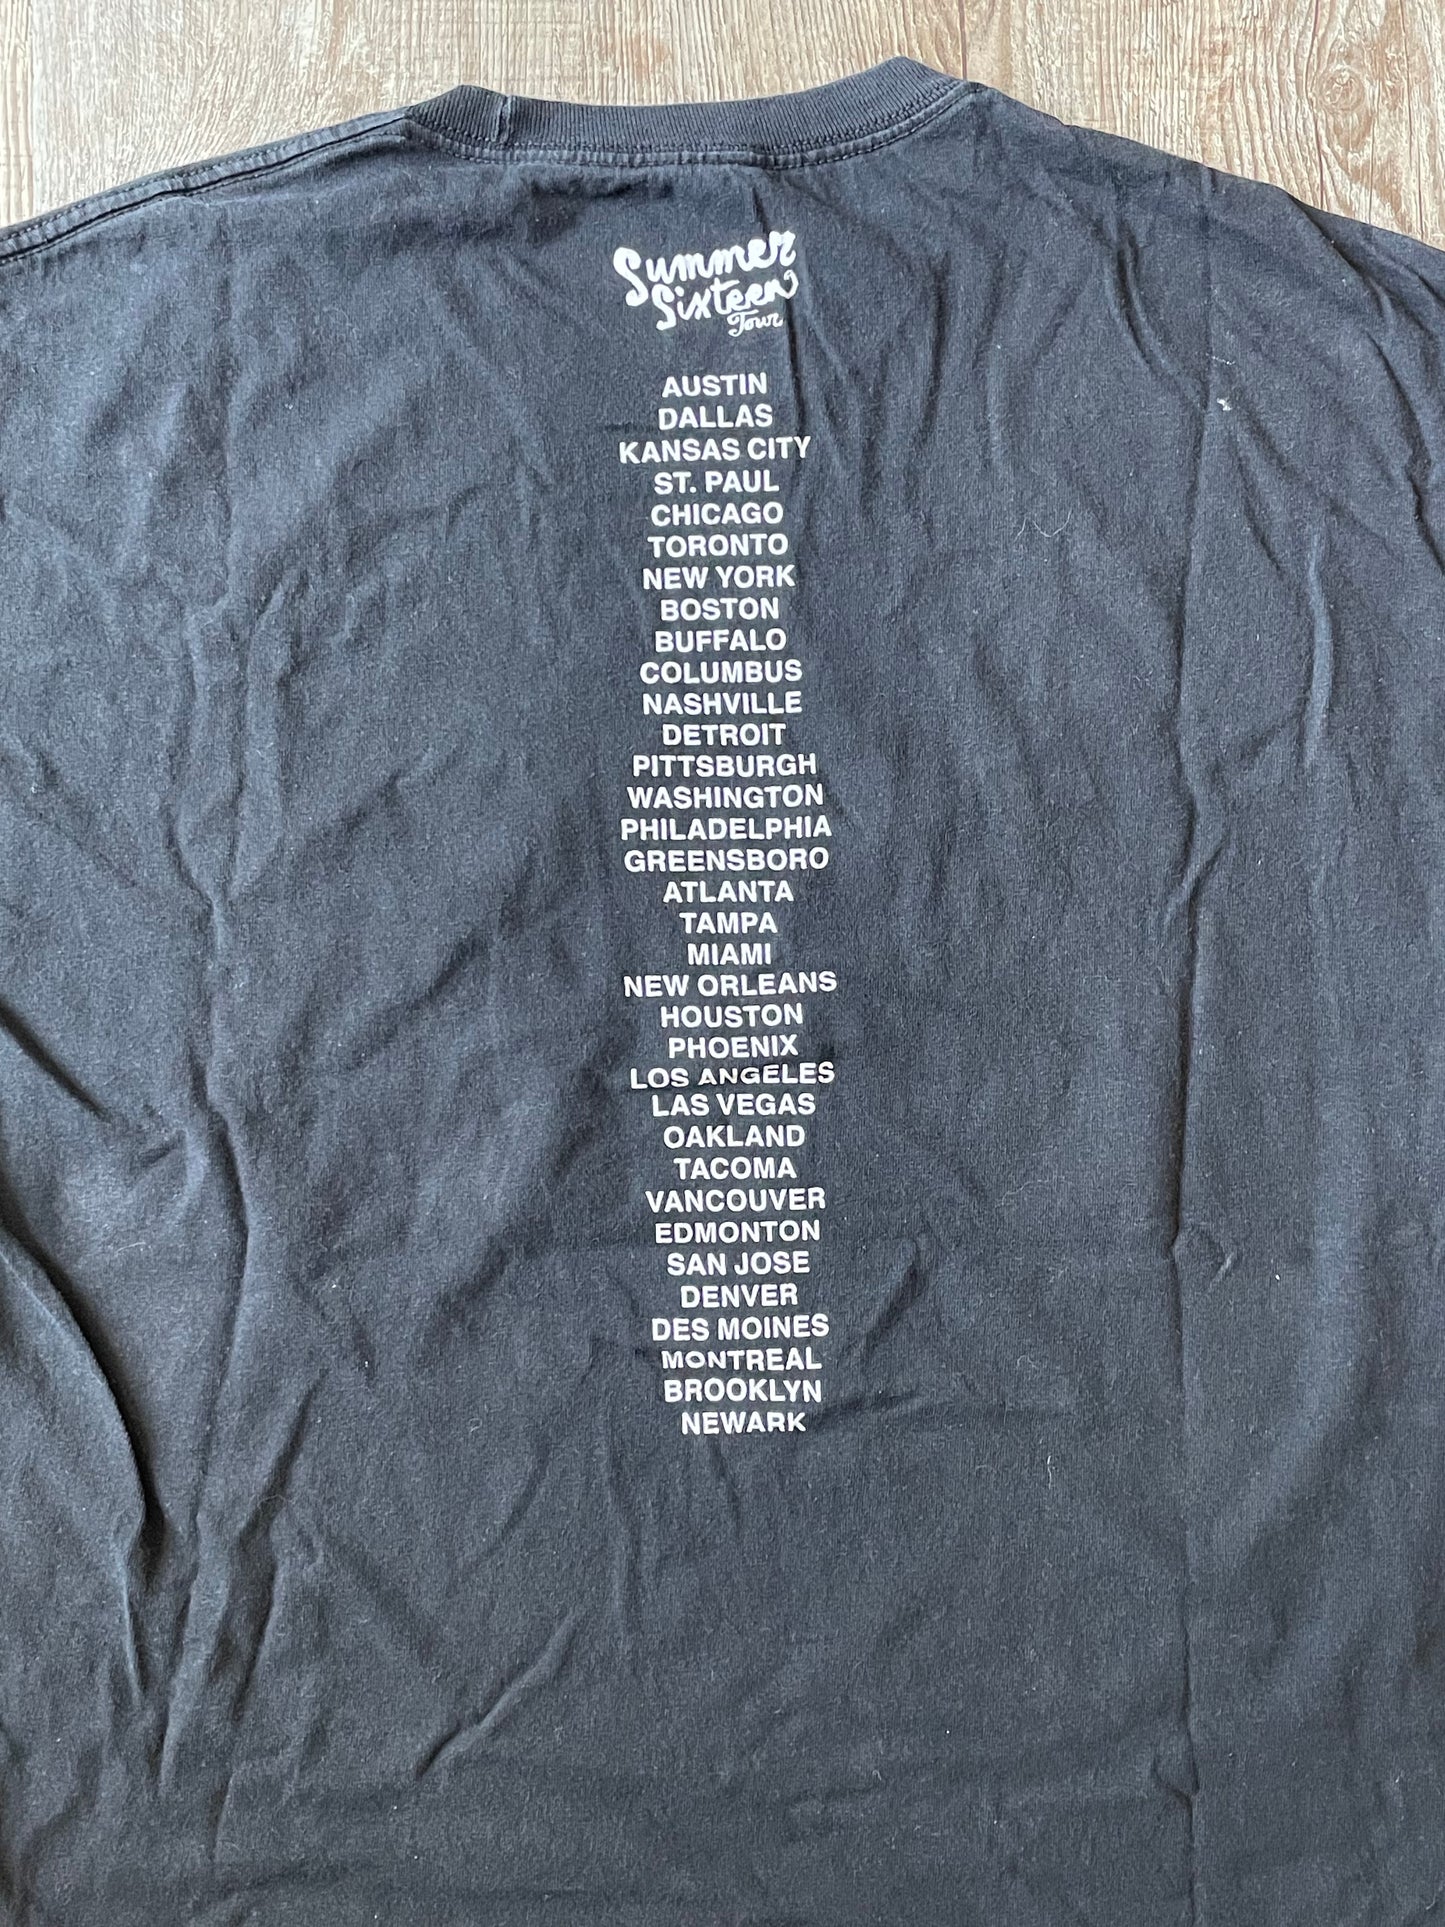 Summer
Sixteen
Tour
AUSTIN
DALLAS
KANSAS CITY
ST. PAUL
CHICAGO
TORONTO
NEW YORK
BOSTON
BUFFALO
COLUMBUS
NASHVILLE
DETROIT
PITTSBURGH
WASHINGTON
PHILADELPHIA
GREENSBORO
ATLANTA
TAMPA
MIAMI
NEW ORLEANS
HOUSTON
PHOENIX
LOS ANGELES
LAS VEGAS
OAKLAND
TACOMA
VANCOUVER
EDMONTON
SAN JOSE
DENVER
DES MOINES
MONTREAL
BROOKLYN
NEWARK